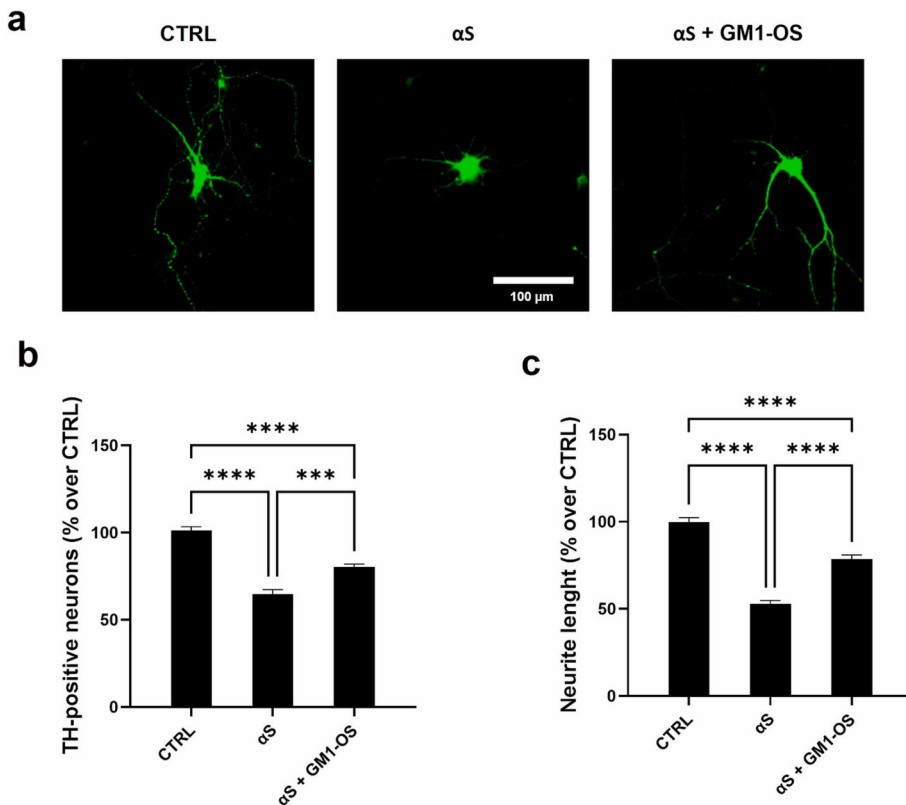 a
CTRL
αS
αS + GM1-OS
100 µm
b
TH-positive neurons (% over CTRL)
150
100
50
0
****
****
***
CTRL
αS
αS + GM1-OS
c
Neurite lenght (% over CTRL)
150
100
50
0
****
****
****
CTRL
αS
αS + GM1-OS